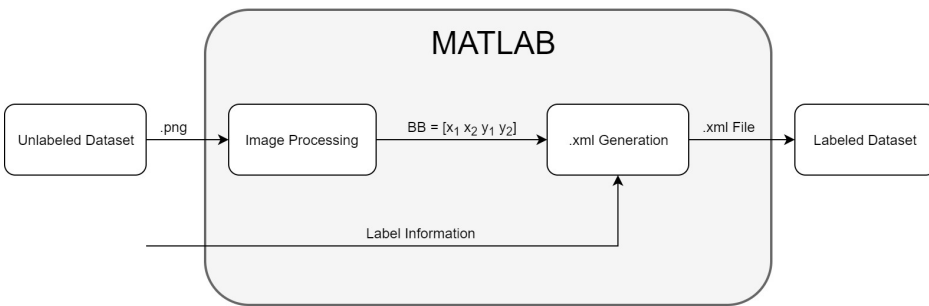 MATLAB
Unlabeled Dataset
.png
Image Processing
BB = [x₁ x₂ y₁ y₂]
.xml Generation
.xml File
Labeled Dataset
Label Information